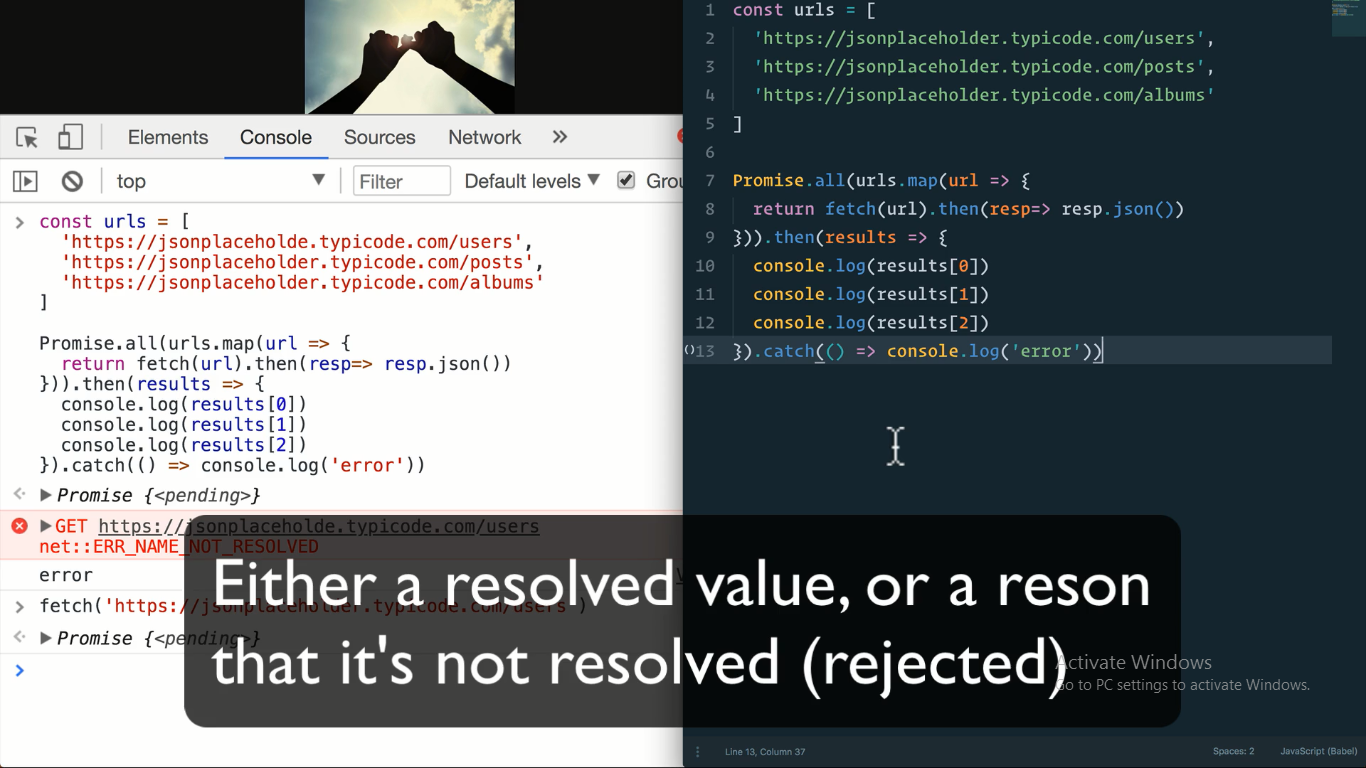 Elements Console Sources Network »
top ▼ Filter Default levels ▼ Grou
> const urls = [
'https://jsonplaceholde.typicode.com/users',
'https://jsonplaceholder.typicode.com/posts',
'https://jsonplaceholder.typicode.com/albums'
]
Promise.all(urls.map(url => {
return fetch(url).then(resp=> resp.json())
})).then(results => {
console.log(results[0])
console.log(results[1])
console.log(results[2])
}).catch(() => console.log('error'))
▶Promise {<pending>}
▶GET https://jsonplaceholde.typicode.com/users
net::ERR_NAME_NOT_RESOLVED
error
> fetch('https://jsonplaceholder.typicode.com/users')
▶Promise {<pending>}
>
1 const urls = [
2 'https://jsonplaceholder.typicode.com/users',
3 'https://jsonplaceholder.typicode.com/posts',
4 'https://jsonplaceholder.typicode.com/albums'
5 ]
6
7 Promise.all(urls.map(url => {
8 return fetch(url).then(resp=> resp.json())
9 })).then(results => {
10 console.log(results[0])
11 console.log(results[1])
12 console.log(results[2])
()13 }).catch(() => console.log('error'))
Either a resolved value, or a reson
that it's not resolved (rejected)
Activate Windows
Go to PC settings to activate Windows.
Line 13, Column 37 Spaces: 2 JavaScript (Babel)